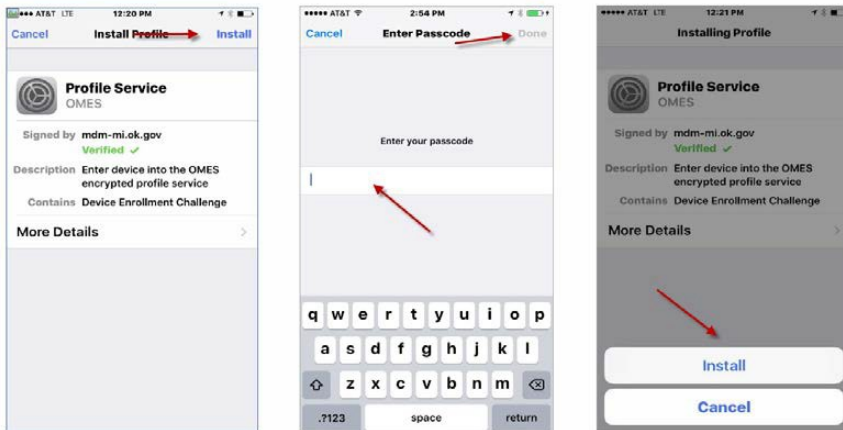 AT&T LTE 12:20 PM
Cancel Install Profile Install
Profile Service
OMES
Signed by mdm-mi.ok.gov
Verified ✓
Description Enter device into the OMES
encrypted profile service
Contains Device Enrollment Challenge
More Details >
AT&T 2:54 PM
Cancel Enter Passcode Done
Enter your passcode
q w e r t y u i o p
a s d f g h j k l
z x c v b n m
.?123 space return
AT&T LTE 12:21 PM
Installing Profile
Profile Service
OMES
Signed by mdm-mi.ok.gov
Verified ✓
Description Enter device into the OMES
encrypted profile service
Contains Device Enrollment Challenge
More Details >
Install
Cancel